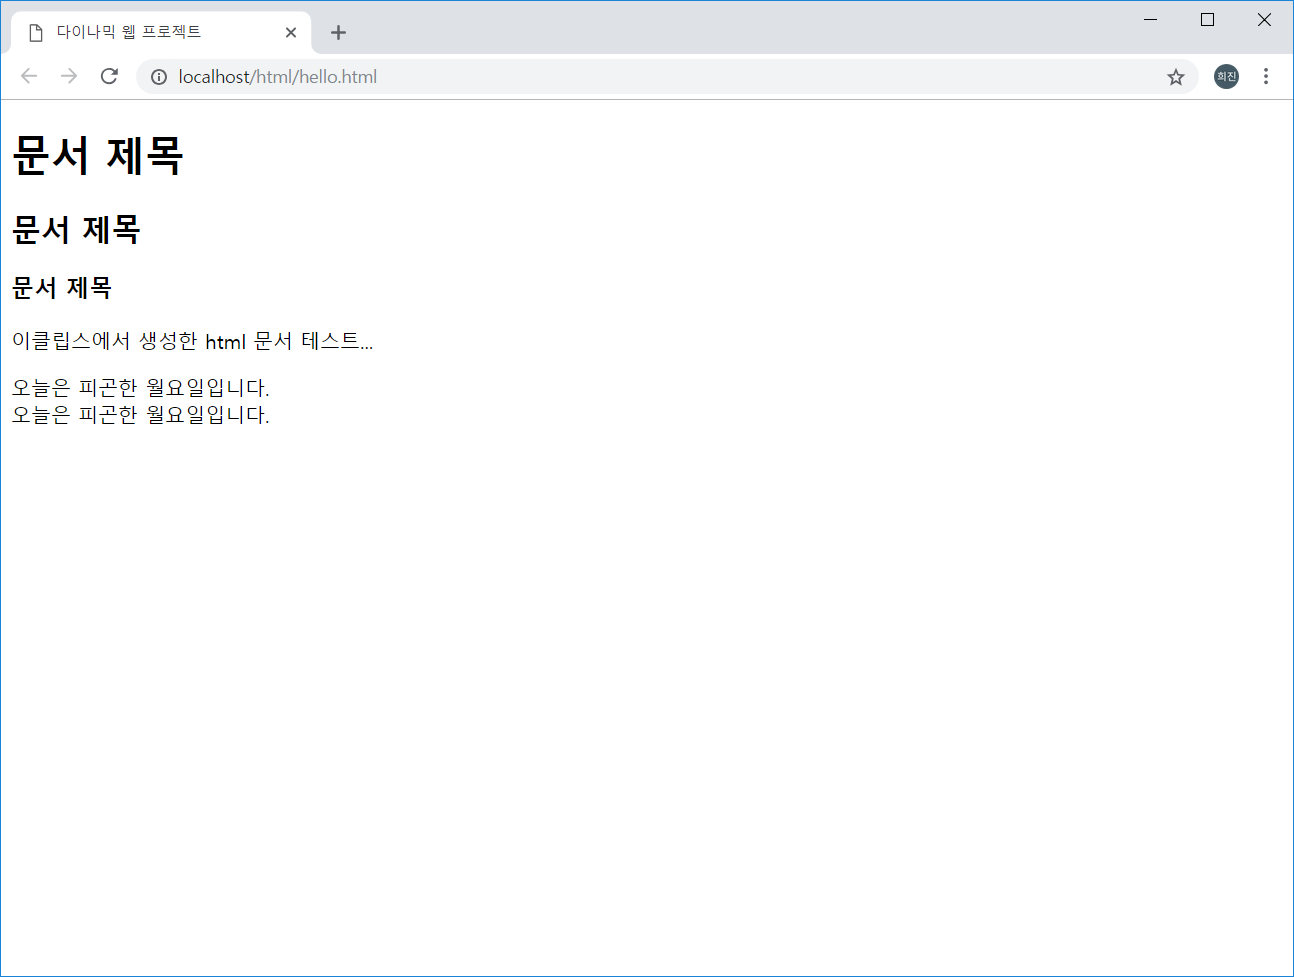 다이나믹 웹 프로젝트
localhost/html/hello.html
희진
문서 제목
문서 제목
문서 제목
이클립스에서 생성한 html 문서 테스트...
오늘은 피곤한 월요일입니다.
오늘은 피곤한 월요일입니다.